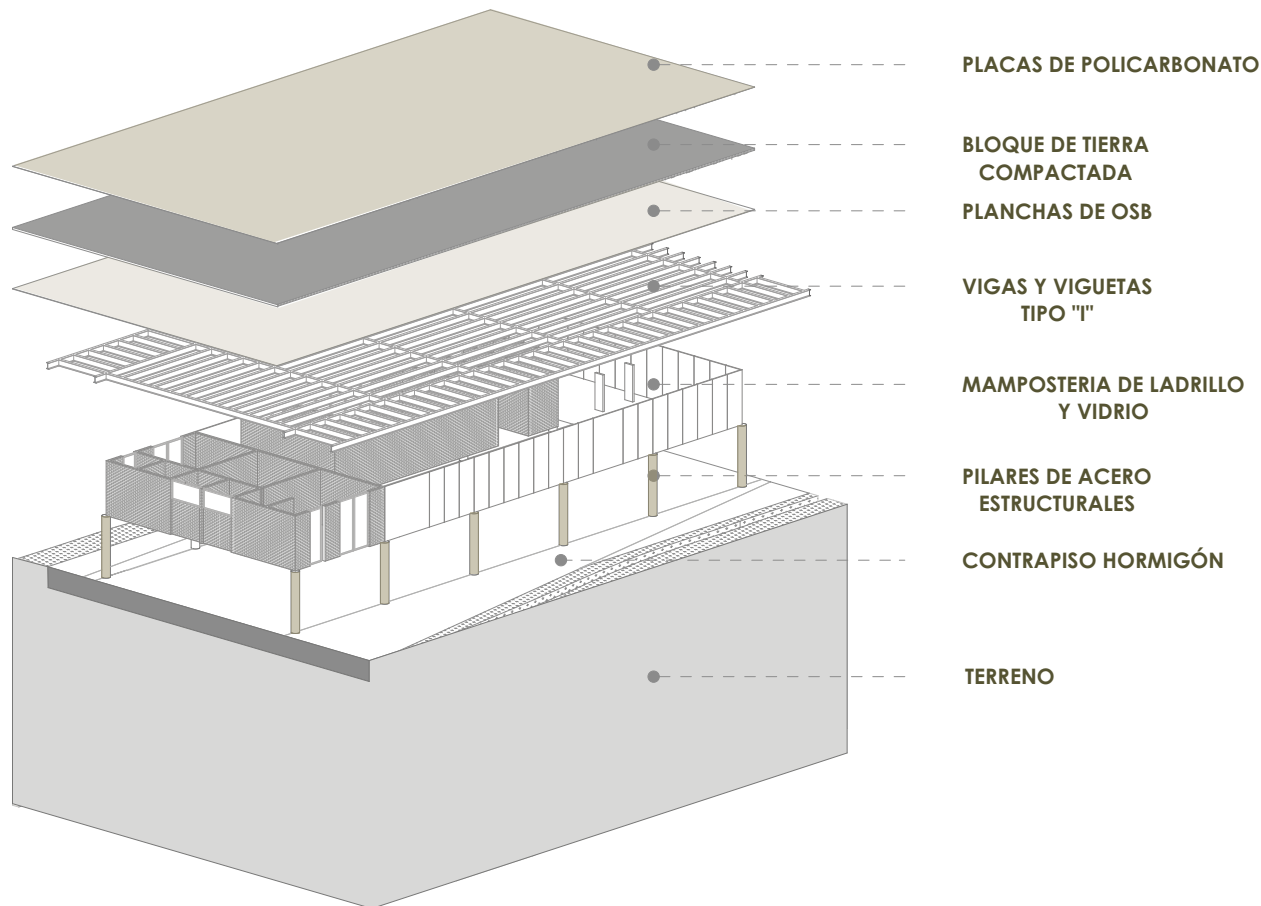 PLACAS DE POLICARBONATO
BLOQUE DE TIERRA
COMPACTADA
PLANCHAS DE OSB
VIGAS Y VIGUETAS
TIPO "I"
MAMPOSTERIA DE LADRILLO
Y VIDRIO
PILARES DE ACERO
ESTRUCTURALES
CONTRAPISO HORMIGÓN
TERRENO